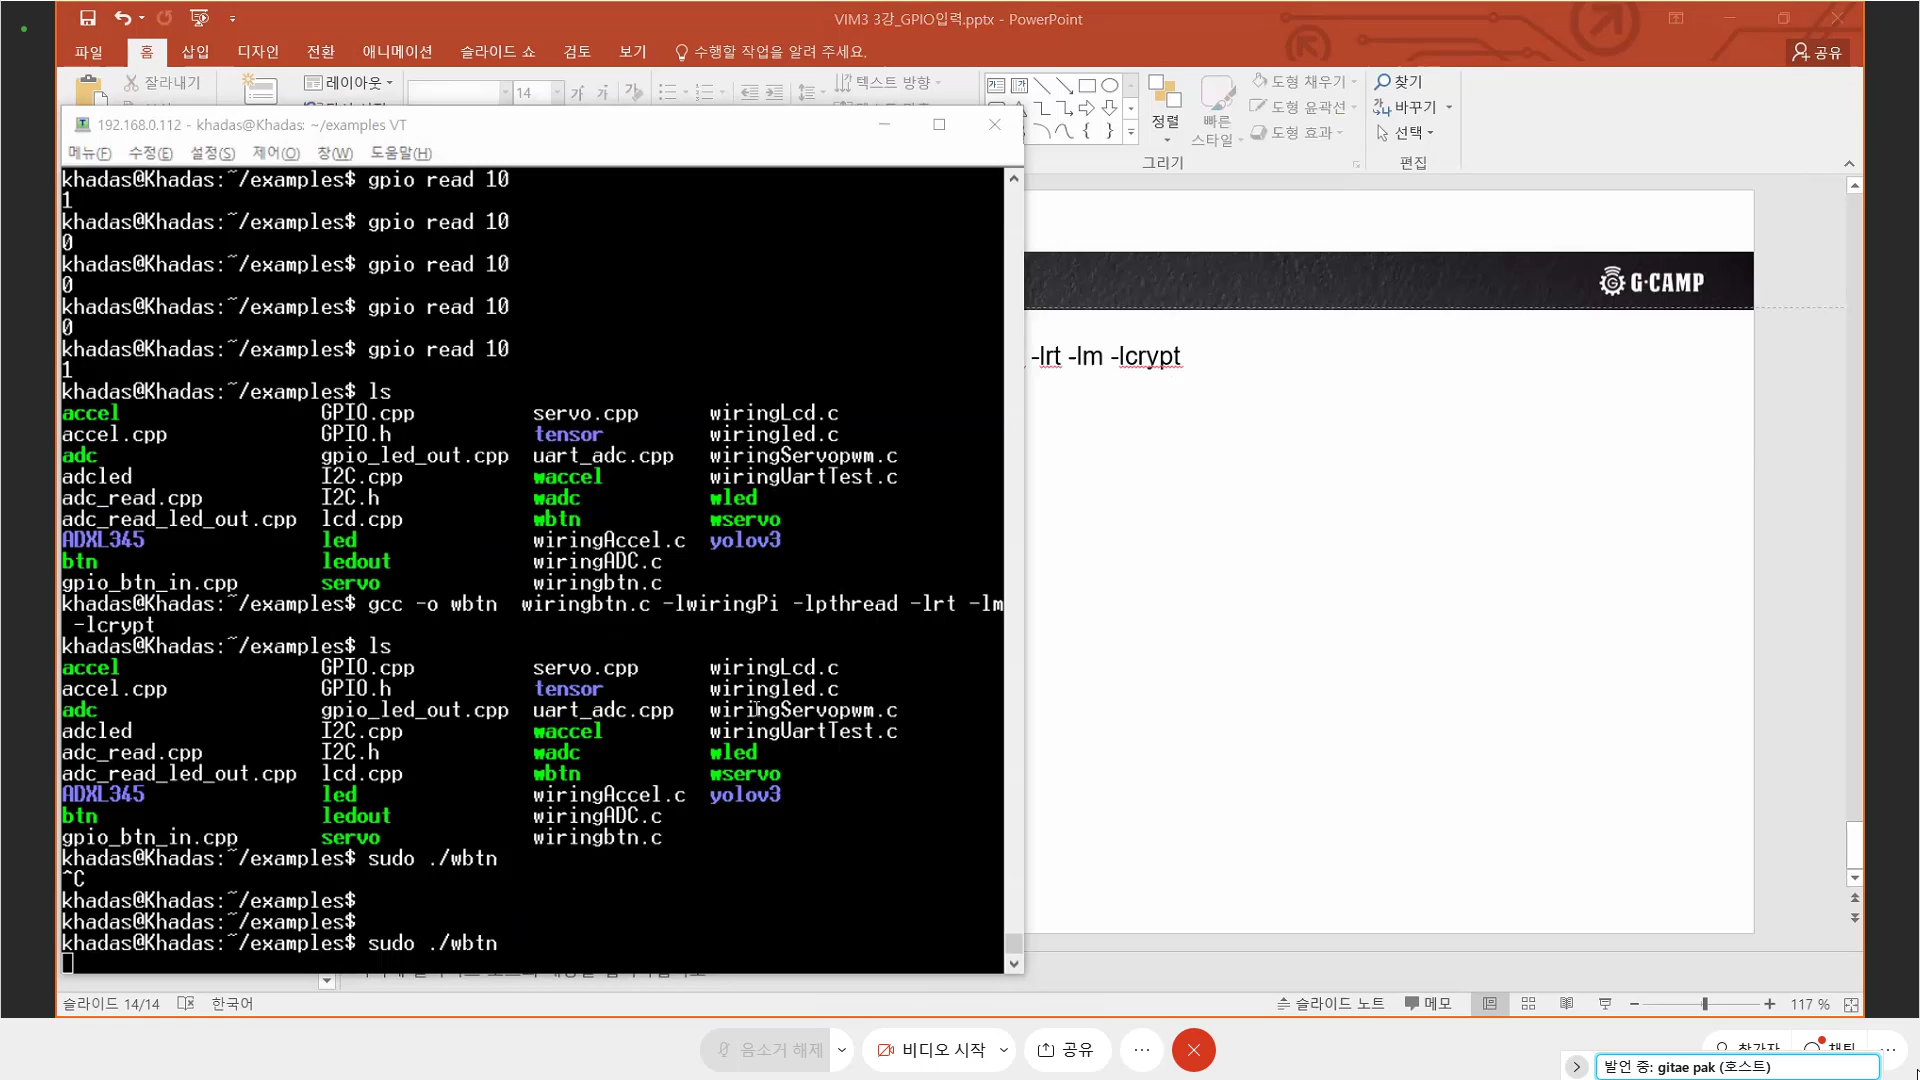 VIM3 3강_GPIO입력.pptx - PowerPoint
파일 홈 삽입 디자인 전환 애니메이션 슬라이드 쇼 검토 보기 수행할 작업을 알려 주세요.
공유
잘라내기 레이아웃 14 텍스트 방향 도형 채우기 찾기
정렬 빠른 스타일 도형 윤곽선 바꾸기
도형 효과 선택
그리기 편집
192.168.0.112 - khadas@Khadas: ~/examples VT
메뉴(F) 수정(E) 설정(S) 제어(O) 창(W) 도움말(H)
khadas@Khadas:~/examples$ gpio read 10
1
khadas@Khadas:~/examples$ gpio read 10
0
khadas@Khadas:~/examples$ gpio read 10
0
khadas@Khadas:~/examples$ gpio read 10
0
khadas@Khadas:~/examples$ gpio read 10
1
khadas@Khadas:~/examples$ ls
accel GPIO.cpp servo.cpp wiringLcd.c
accel.cpp GPIO.h tensor wiringled.c
adc gpio_led_out.cpp uart_adc.cpp wiringServopwm.c
adcled I2C.cpp waccel wiringUartTest.c
adc_read.cpp I2C.h wadc wled
adc_read_led_out.cpp lcd.cpp wbtn wservo
ADXL345 led wiringAccel.c yolov3
btn ledout wiringADC.c
gpio_btn_in.cpp servo wiringbtn.c
khadas@Khadas:~/examples$ gcc -o wbtn  wiringbtn.c -lwiringPi -lpthread -lrt -lm
-lcrypt
khadas@Khadas:~/examples$ ls
accel GPIO.cpp servo.cpp wiringLcd.c
accel.cpp GPIO.h tensor wiringled.c
adc gpio_led_out.cpp uart_adc.cpp wiringServopwm.c
adcled I2C.cpp waccel wiringUartTest.c
adc_read.cpp I2C.h wadc wled
adc_read_led_out.cpp lcd.cpp wbtn wservo
ADXL345 led wiringAccel.c yolov3
btn ledout wiringADC.c
gpio_btn_in.cpp servo wiringbtn.c
khadas@Khadas:~/examples$ sudo ./wbtn
^C
khadas@Khadas:~/examples$
khadas@Khadas:~/examples$
khadas@Khadas:~/examples$ sudo ./wbtn
G·CAMP
-lrt -lm -lcrypt
슬라이드 14/14 한국어 슬라이드 노트 메모 117 %
음소거 해제 비디오 시작 공유 참가자 채팅
발언 중: gitae pak (호스트)